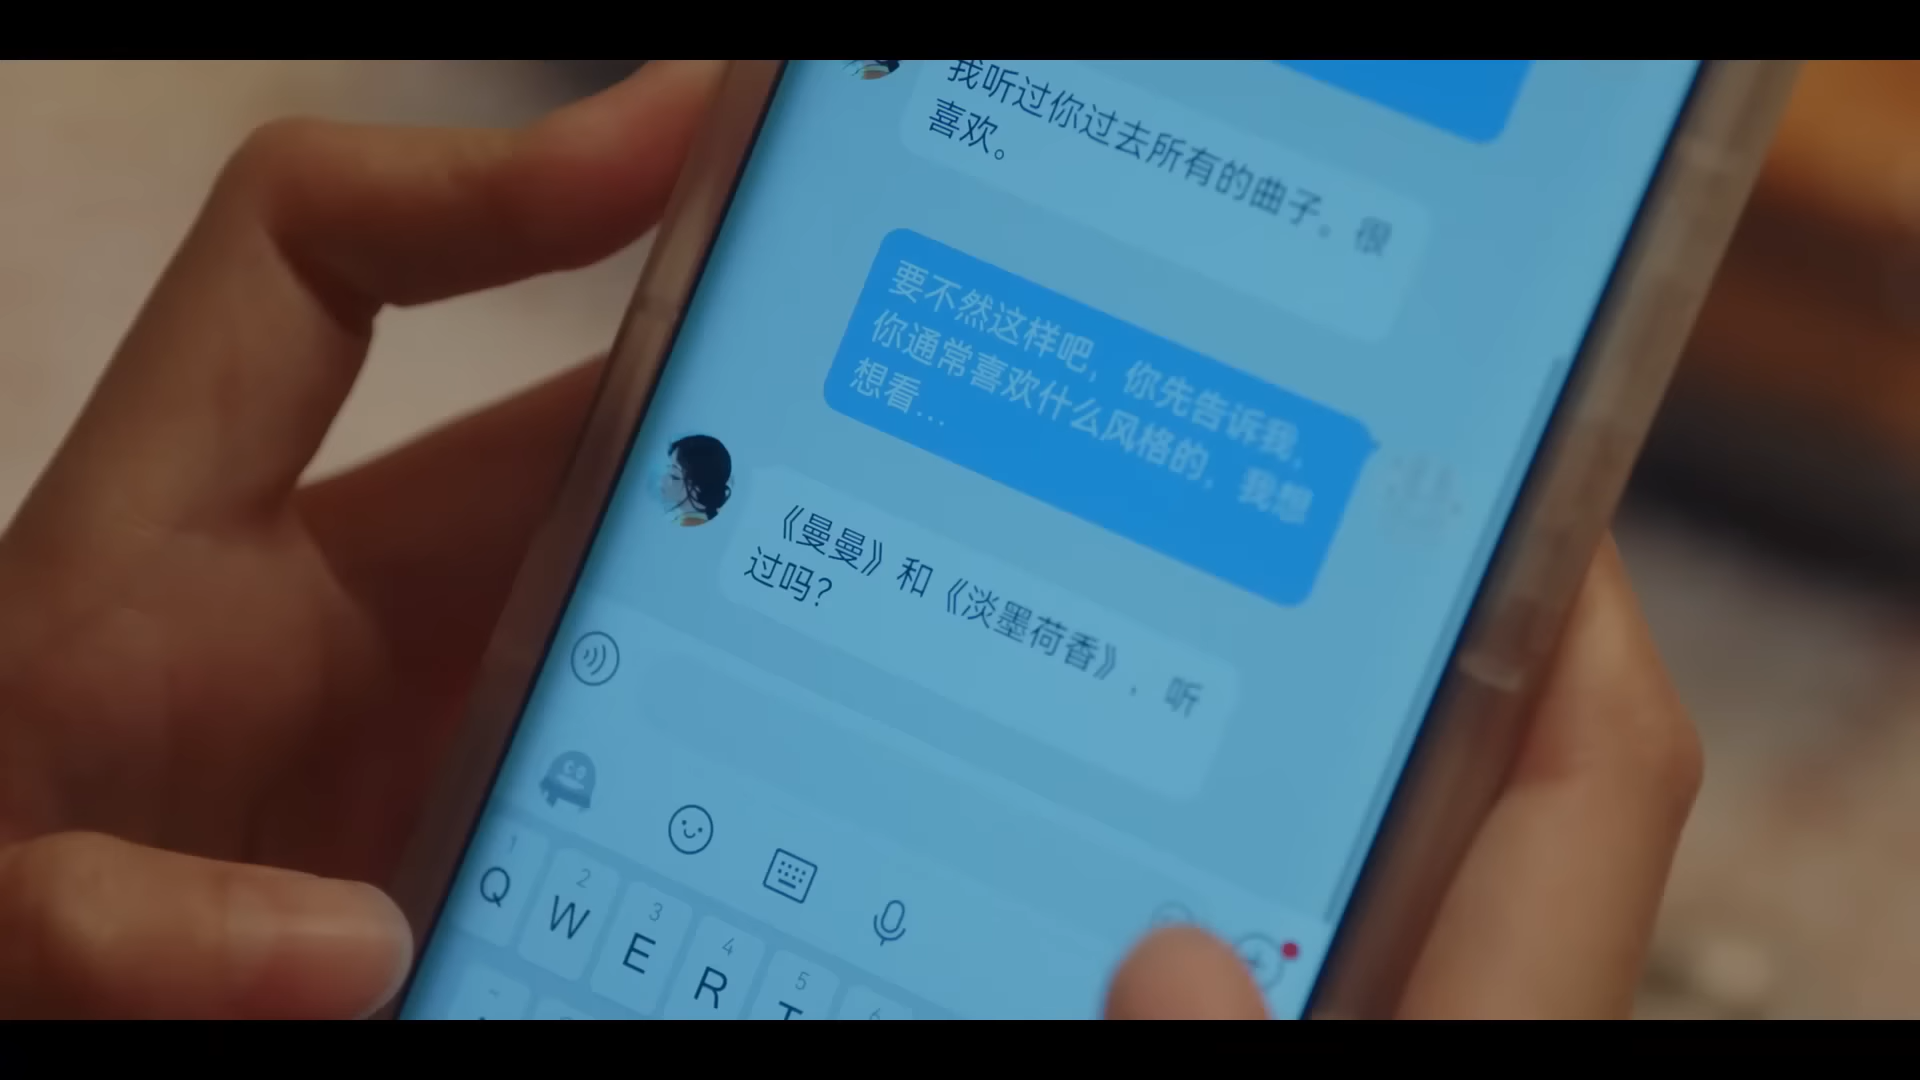 我听过你过去所有的曲子。很
喜欢。
要不然这样吧，你先告诉我，
你通常喜欢什么风格的，我想
想看...
《曼曼》和《淡墨荷香》，听
过吗？
1 2 3 4 5 6
Q W E R T